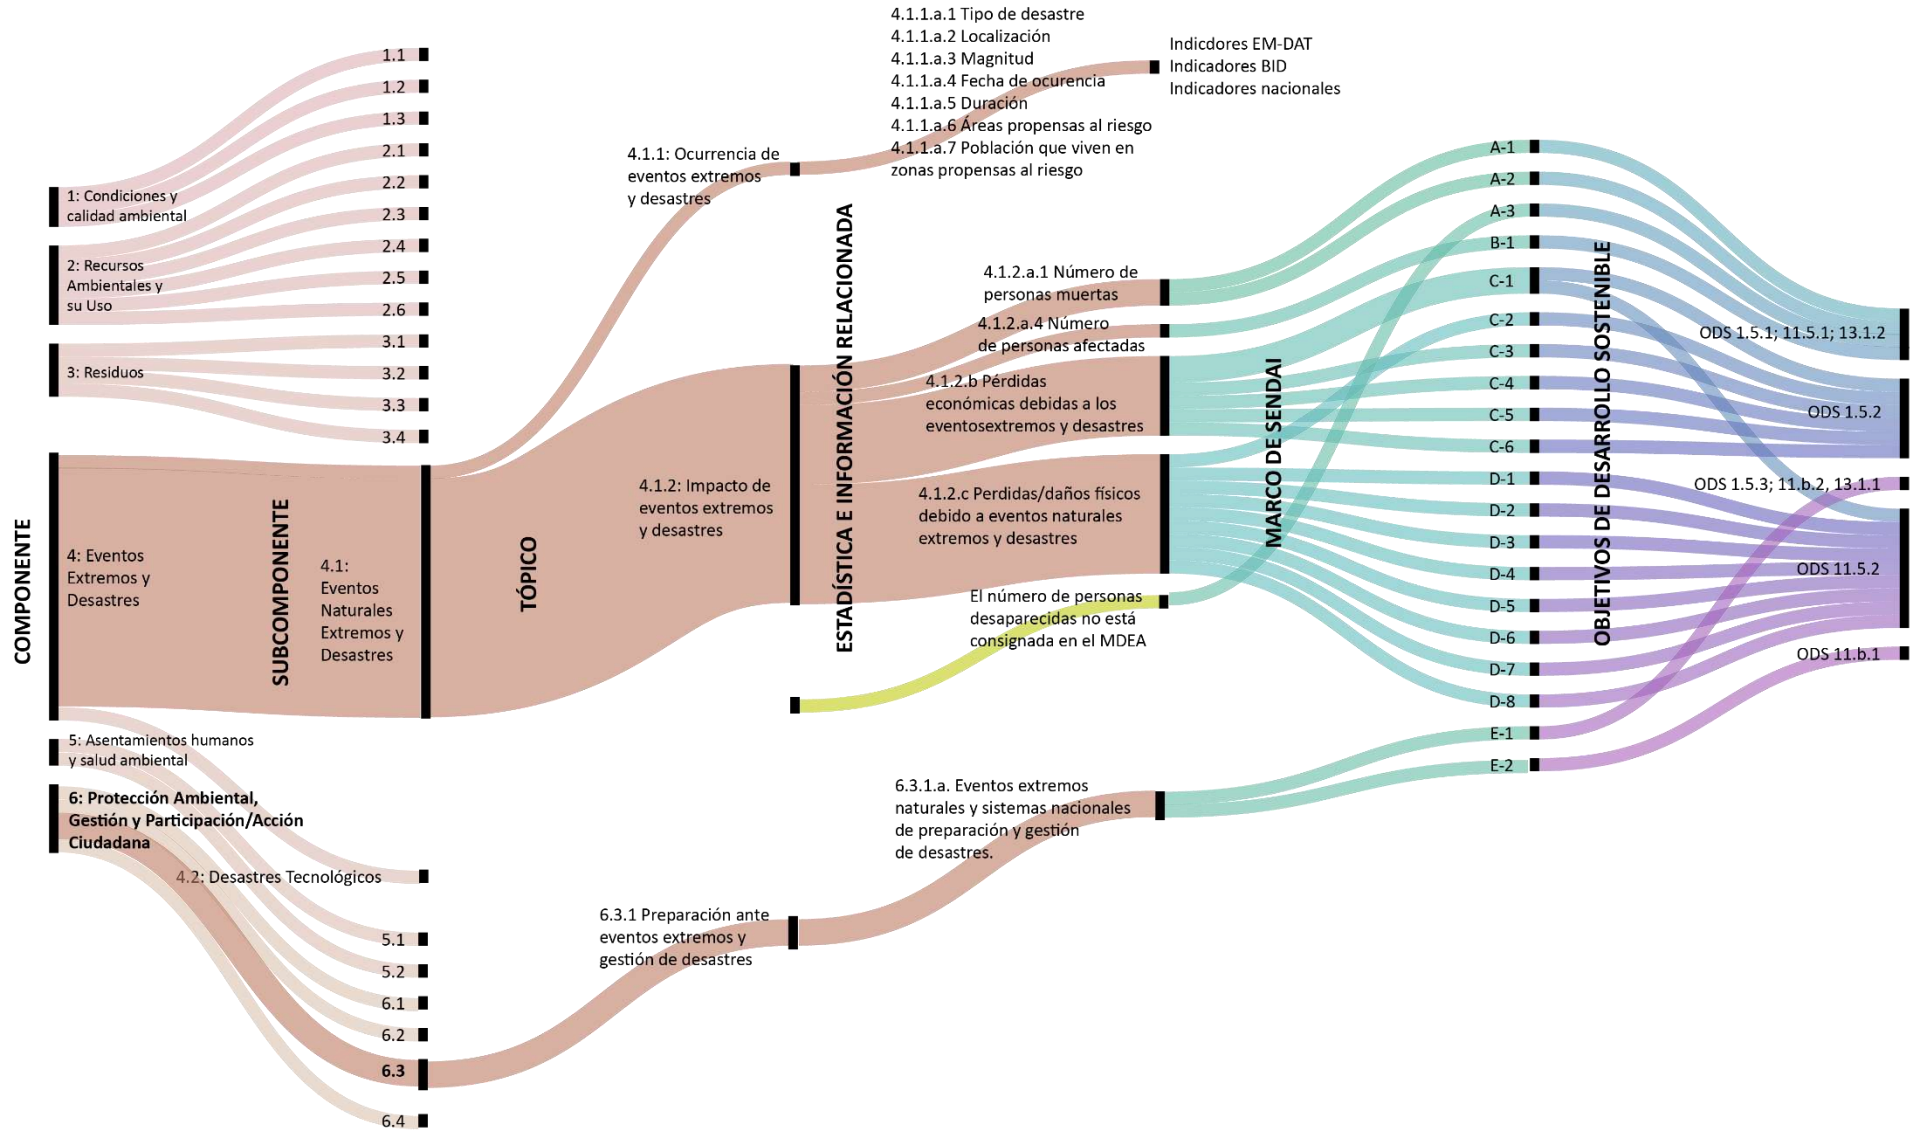 COMPONENTE
1: Condiciones y
calidad ambiental
2: Recursos
Ambientales y
su Uso
3: Residuos
4: Eventos
Extremos y
Desastres
5: Asentamientos humanos
y salud ambiental
6: Protección Ambiental,
Gestión y Participación/Acción
Ciudadana
SUBCOMPONENTE
1.1
1.2
1.3
2.1
2.2
2.3
2.4
2.5
2.6
3.1
3.2
3.3
3.4
4.1:
Eventos
Naturales
Extremos y
Desastres
4.2: Desastres Tecnológicos
5.1
5.2
6.1
6.2
6.3
6.4
TÓPICO
4.1.1: Ocurrencia de
eventos extremos
y desastres
4.1.2: Impacto de
eventos extremos
y desastres
6.3.1 Preparación ante
eventos extremos y
gestión de desastres
ESTADÍSTICA E INFORMACIÓN RELACIONADA
4.1.1.a.1 Tipo de desastre
4.1.1.a.2 Localización
4.1.1.a.3 Magnitud
4.1.1.a.4 Fecha de ocurencia
4.1.1.a.5 Duración
4.1.1.a.6 Áreas propensas al riesgo
4.1.1.a.7 Población que viven en
zonas propensas al riesgo
Indicdores EM-DAT
Indicadores BID
Indicadores nacionales
4.1.2.a.1 Número de
personas muertas
4.1.2.a.4 Número
de personas afectadas
4.1.2.b Pérdidas
económicas debidas a los
eventosextremos y desastres
4.1.2.c Perdidas/daños físicos
debido a eventos naturales
extremos y desastres
El número de personas
desaparecidas no está
consignada en el MDEA
6.3.1.a. Eventos extremos
naturales y sistemas nacionales
de preparación y gestión
de desastres.
MARCO DE SENDAI
A-1
A-2
A-3
B-1
C-1
C-2
C-3
C-4
C-5
C-6
D-1
D-2
D-3
D-4
D-5
D-6
D-7
D-8
E-1
E-2
OBJETIVOS DE DESARROLLO SOSTENIBLE
ODS 1.5.1; 11.5.1; 13.1.2
ODS 1.5.2
ODS 1.5.3; 11.b.2, 13.1.1
ODS 11.5.2
ODS 11.b.1